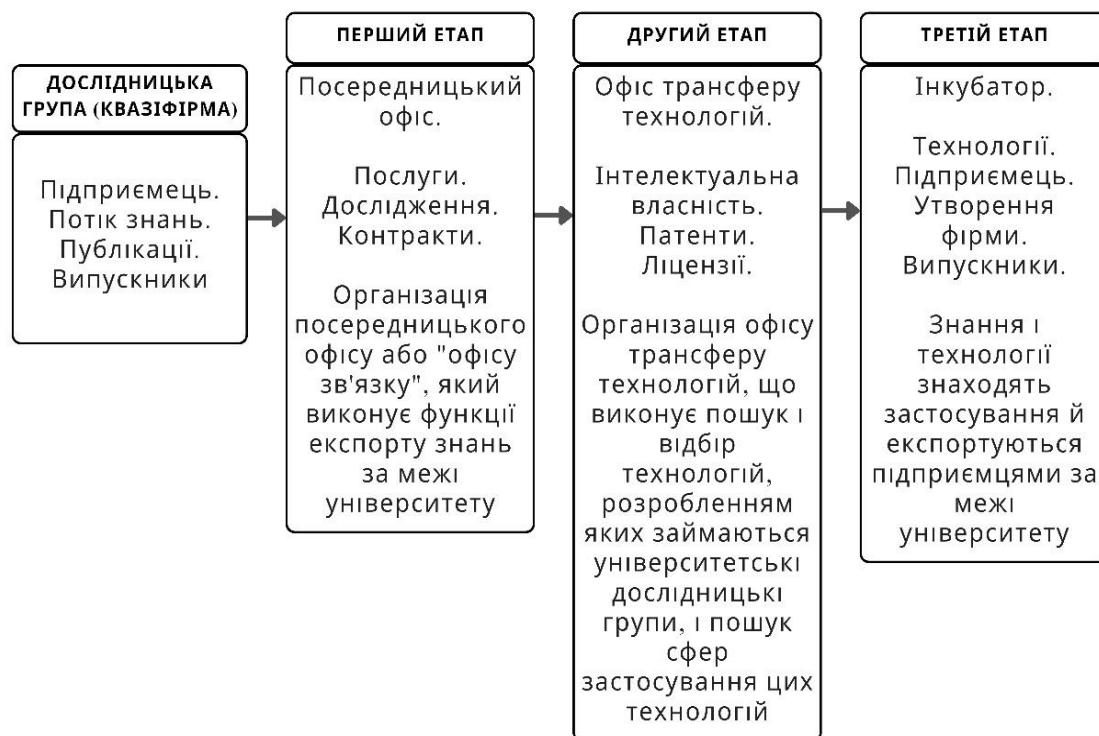 ДОСЛІДНИЦЬКА
ГРУПА (КВАЗІФІРМА)
Підприємець.
Потік знань.
Публікації.
Випускники
ПЕРШИЙ ЕТАП
Посередницький
офіс.
Послуги.
Дослідження.
Контракти.
Організація
посередницького
офісу або "офісу
зв'язку", який
виконує функції
експорту знань
за межі
університету
ДРУГИЙ ЕТАП
Офіс трансферу
технологій.
Інтелектуальна
власність.
Патенти.
Ліцензії.
Організація офісу
трансферу
технологій, що
виконує пошук і
відбір
технологій,
розробленням
яких займаються
університетські
дослідницькі
групи, і пошук
сфер
застосування цих
технологій
ТРЕТІЙ ЕТАП
Інкубатор.
Технології.
Підприємець.
Утворення
фірми.
Випускники.
Знання і
технології
знаходять
застосування й
експортуються
підприємцями за
межі
університету